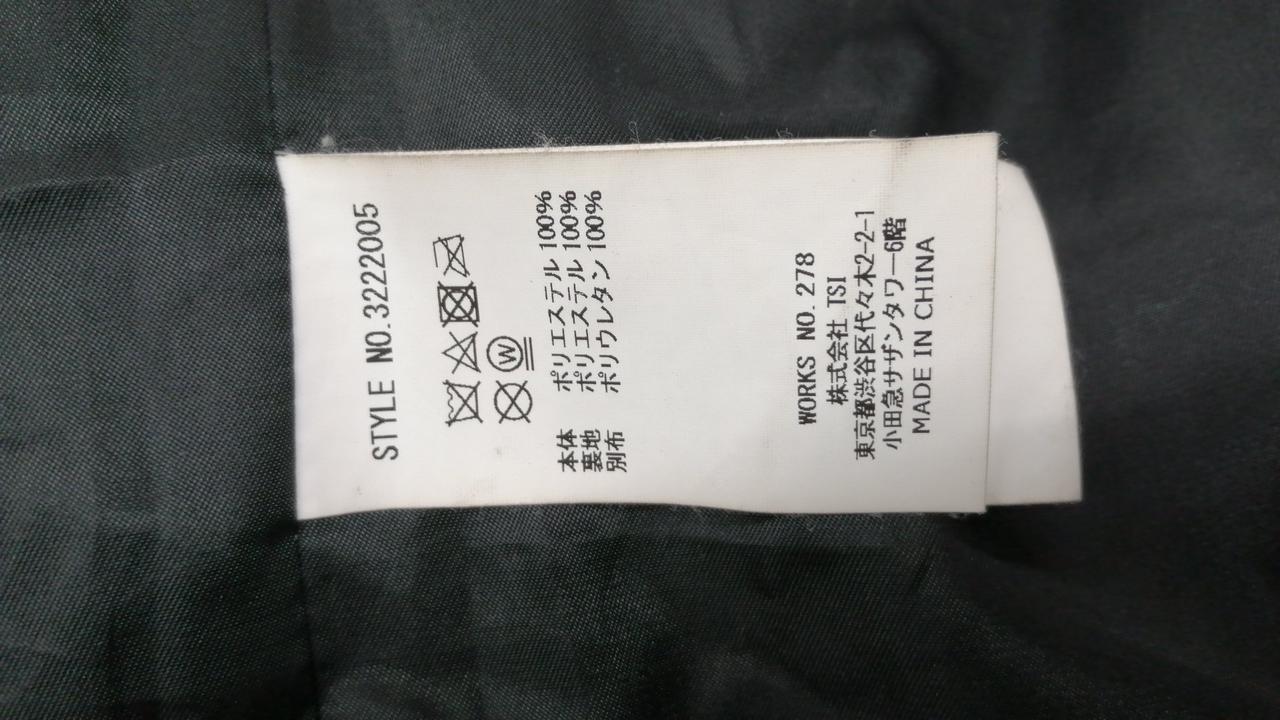 STYLE NO.3222005
W
本体 ポリエステル 100%
裏地 ポリエステル 100%
別布 ポリウレタン 100%
WORKS NO. 278
株式会社 TSI
東京都渋谷区代々木2-2-1
小田急サザンタワー6階
MADE IN CHINA